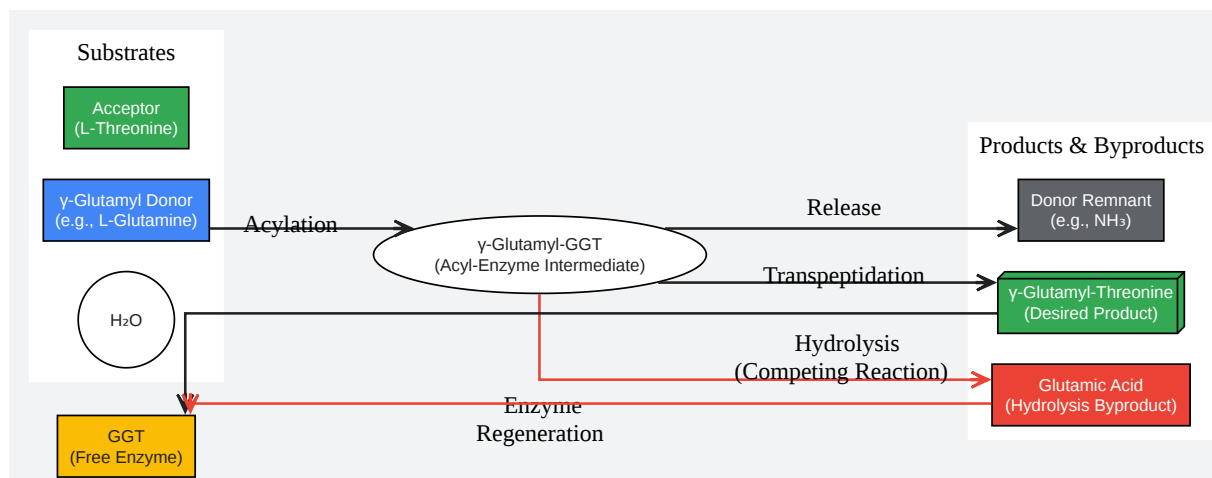 Substrates
Acceptor
(L-Threonine)
γ-Glutamyl Donor
(e.g., L-Glutamine)
H₂O
GGT
(Free Enzyme)
Acylation
γ-Glutamyl-GGT
(Acyl-Enzyme Intermediate)
Release
Transpeptidation
Hydrolysis
(Competing Reaction)
Enzyme
Regeneration
Products & Byproducts
Donor Remnant
(e.g., NH₃)
γ-Glutamyl-Threonine
(Desired Product)
Glutamic Acid
(Hydrolysis Byproduct)